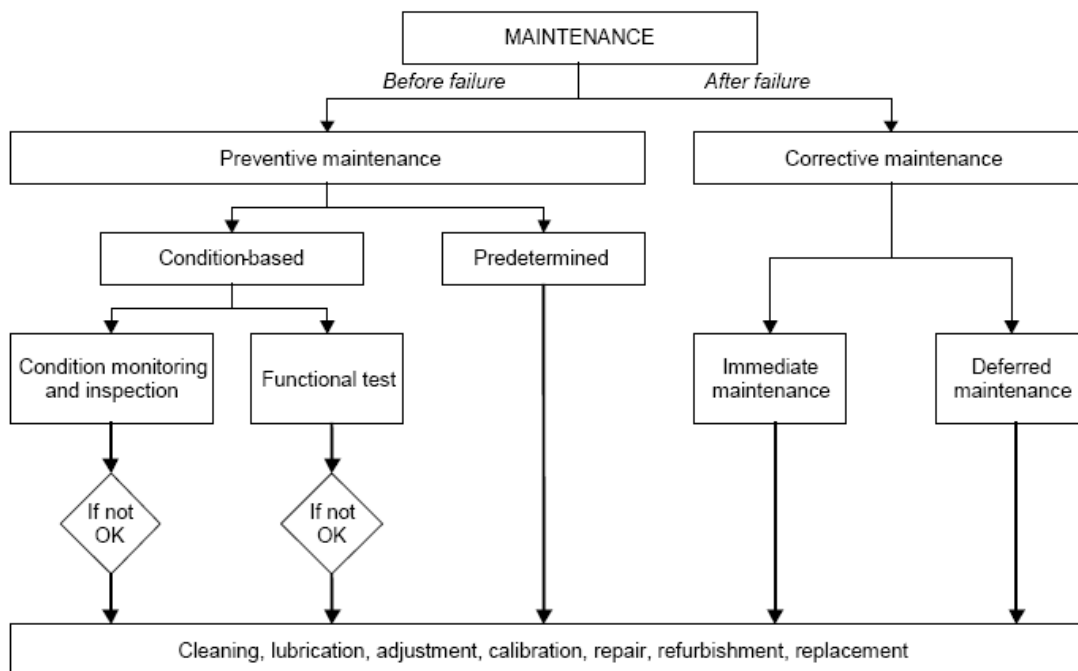 MAINTENANCE
Before failure
After failure
Preventive maintenance
Corrective maintenance
Condition-based
Predetermined
Condition monitoring
and inspection
Functional test
Immediate
maintenance
Deferred
maintenance
If not
OK
If not
OK
Cleaning, lubrication, adjustment, calibration, repair, refurbishment, replacement